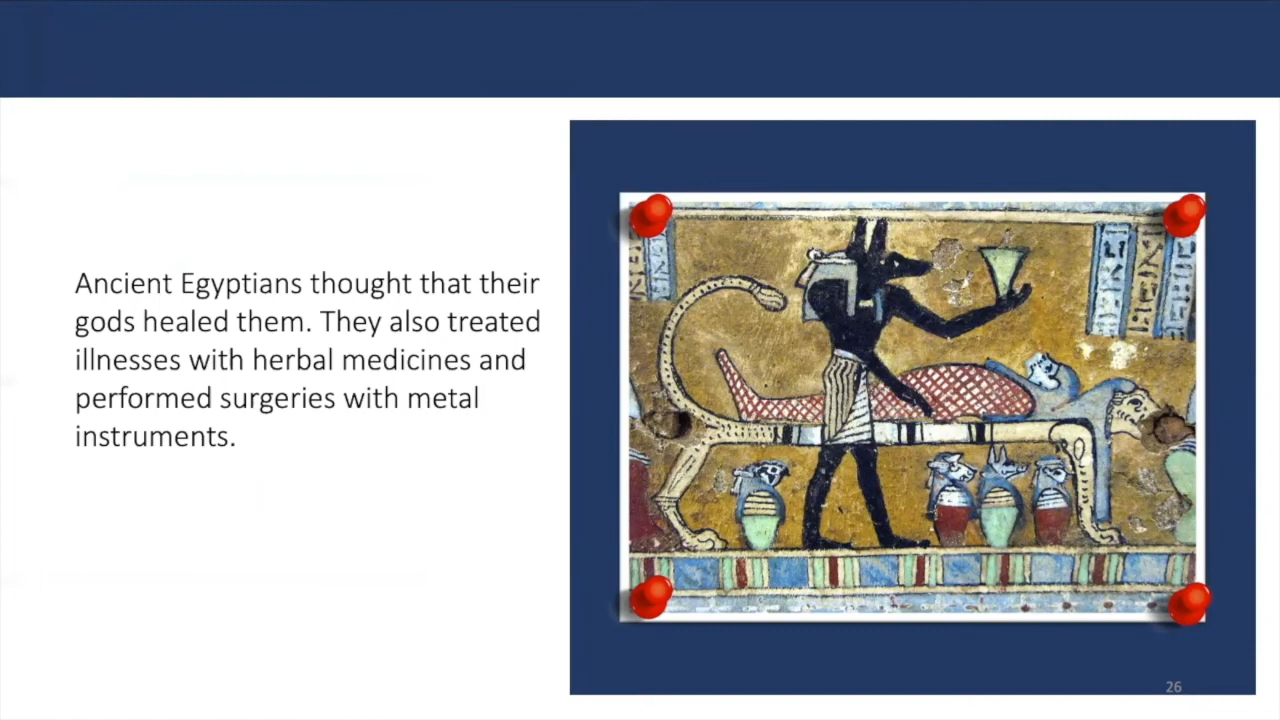 Ancient Egyptians thought that their
gods healed them. They also treated
illnesses with herbal medicines and
performed surgeries with metal
instruments.
26